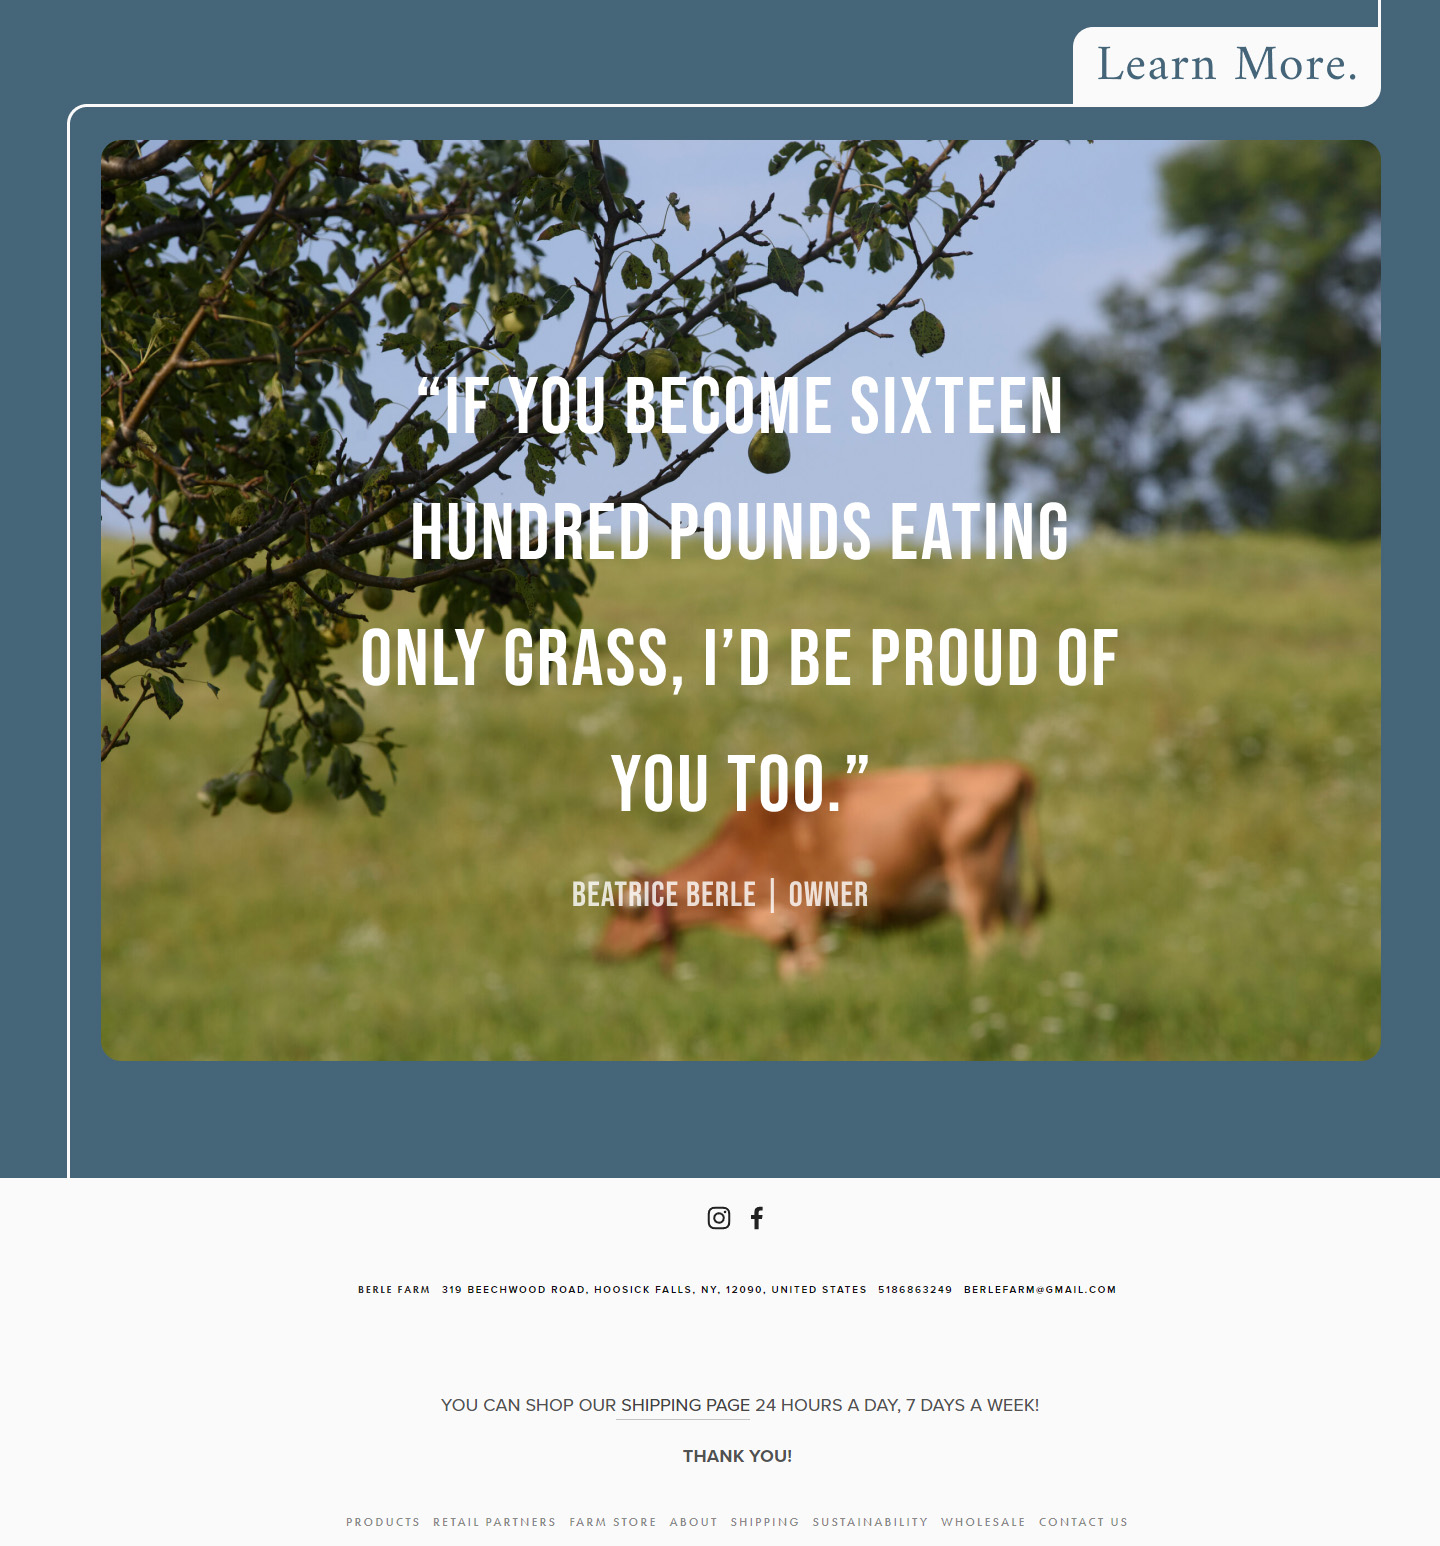 Learn More.
“IF YOU BECOME SIXTEEN
HUNDRED POUNDS EATING
ONLY GRASS, I’D BE PROUD OF
YOU TOO.”
BEATRICE BERLE | OWNER
BERLE FARM 319 BEECHWOOD ROAD, HOOSICK FALLS, NY, 12090, UNITED STATES 5186863249 BERLEFARM@GMAIL.COM
YOU CAN SHOP OUR SHIPPING PAGE 24 HOURS A DAY, 7 DAYS A WEEK!
THANK YOU!
PRODUCTS RETAIL PARTNERS FARM STORE ABOUT SHIPPING SUSTAINABILITY WHOLESALE CONTACT US